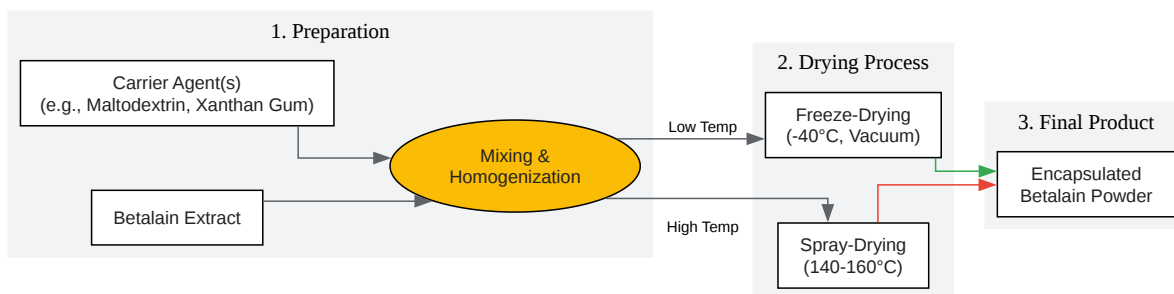 1. Preparation
Carrier Agent(s)
(e.g., Maltodextrin, Xanthan Gum)
Betalain Extract
Mixing &
Homogenization
Low Temp
High Temp
2. Drying Process
Freeze-Drying
(-40°C, Vacuum)
Spray-Drying
(140-160°C)
3. Final Product
Encapsulated
Betalain Powder